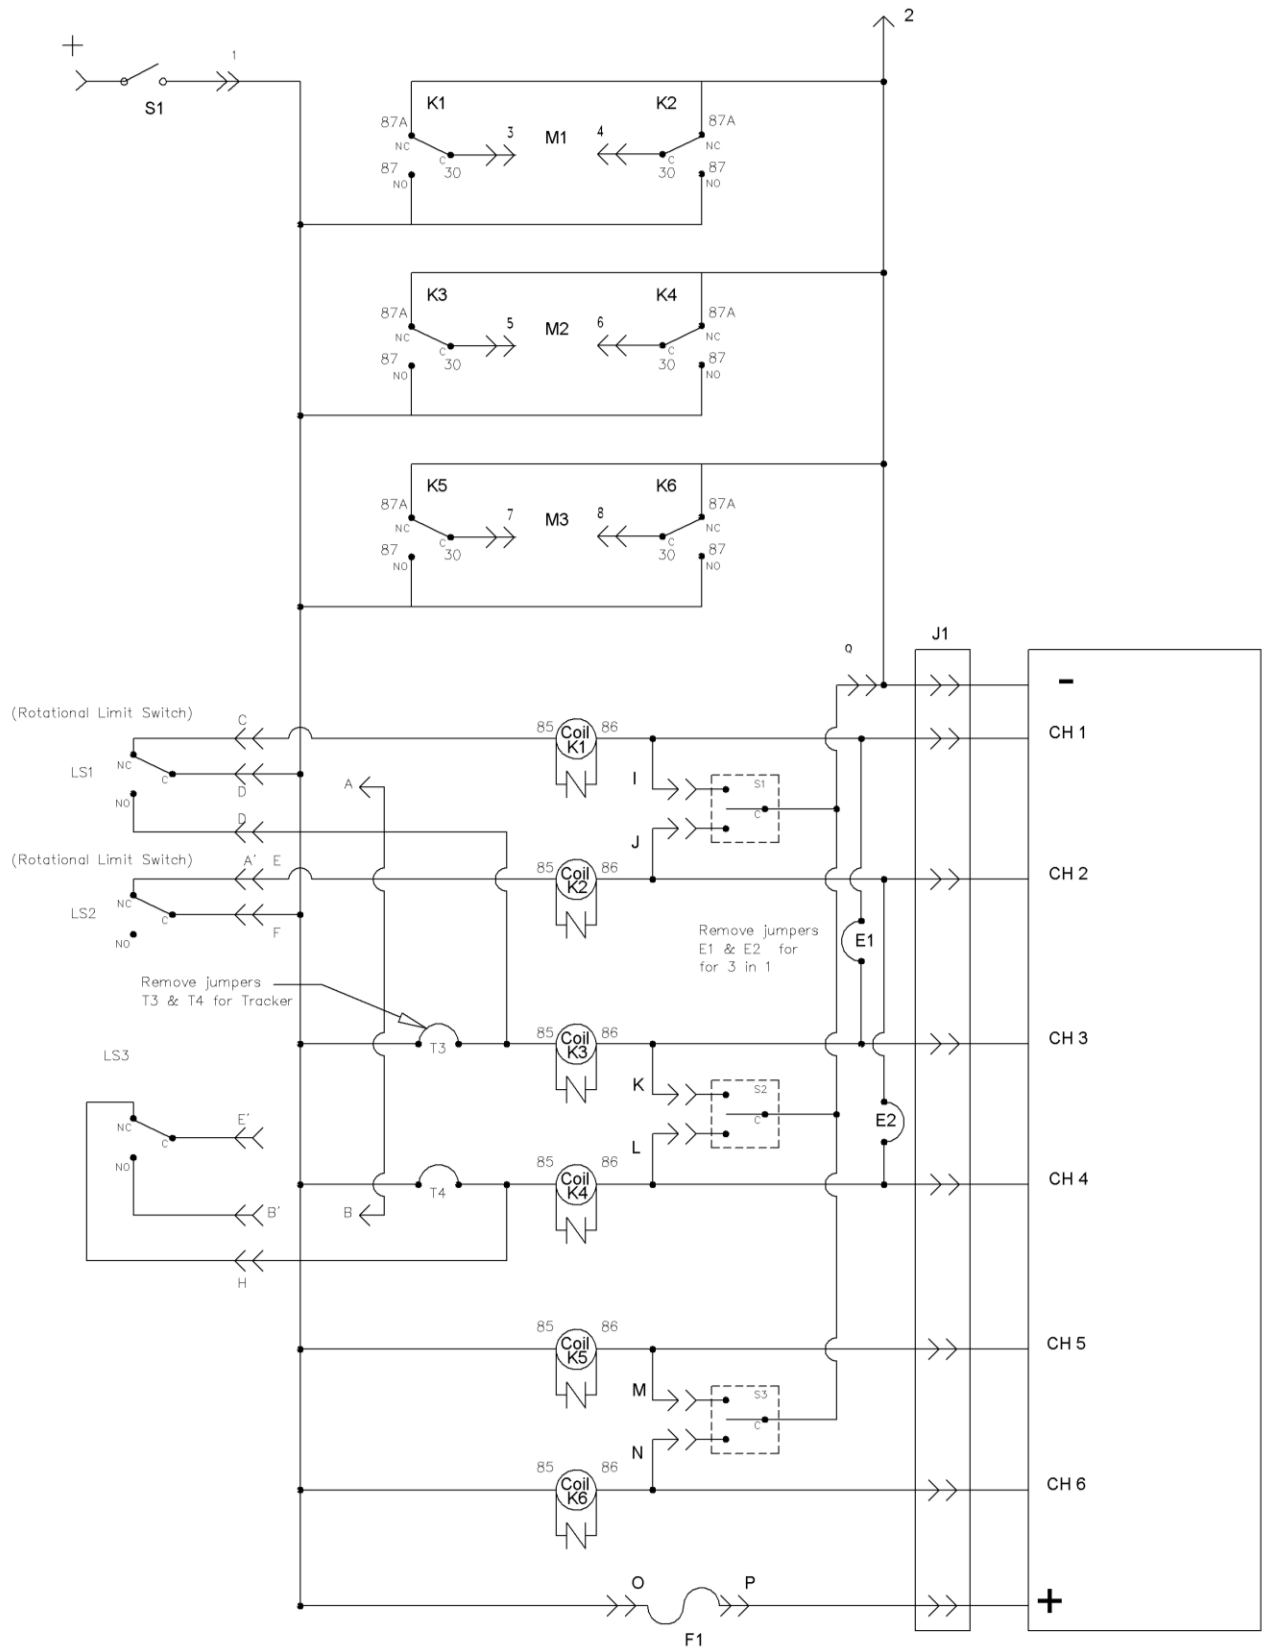 2
+
1
S1
K1
K2
87A
87A
NC
3
M1
4
NC
C
C
87
30
30
87
NO
NO
K3
K4
87A
87A
NC
5
M2
6
NC
C
C
87
30
30
87
NO
NO
K5
K6
87A
87A
NC
7
M3
8
NC
C
C
87
30
30
87
NO
NO
J1
Q
-
(Rotational Limit Switch)
C
85
Coil
K1
86
CH 1
LS1
NC
C
D
A
I
S1
C
NO
D
J
(Rotational Limit Switch)
A'
E
85
Coil
K2
86
CH 2
LS2
NC
C
F
NO
Remove jumpers
E1 & E2 for
for 3 in 1
E1
Remove jumpers
T3 & T4 for Tracker
T3
85
Coil
K3
86
CH 3
LS3
K
S2
C
NC
C
E'
E2
L
NO
T4
85
Coil
K4
86
CH 4
B'
B
H
85
Coil
K5
86
CH 5
M
S3
C
N
85
Coil
K6
86
CH 6
O
P
+
F1